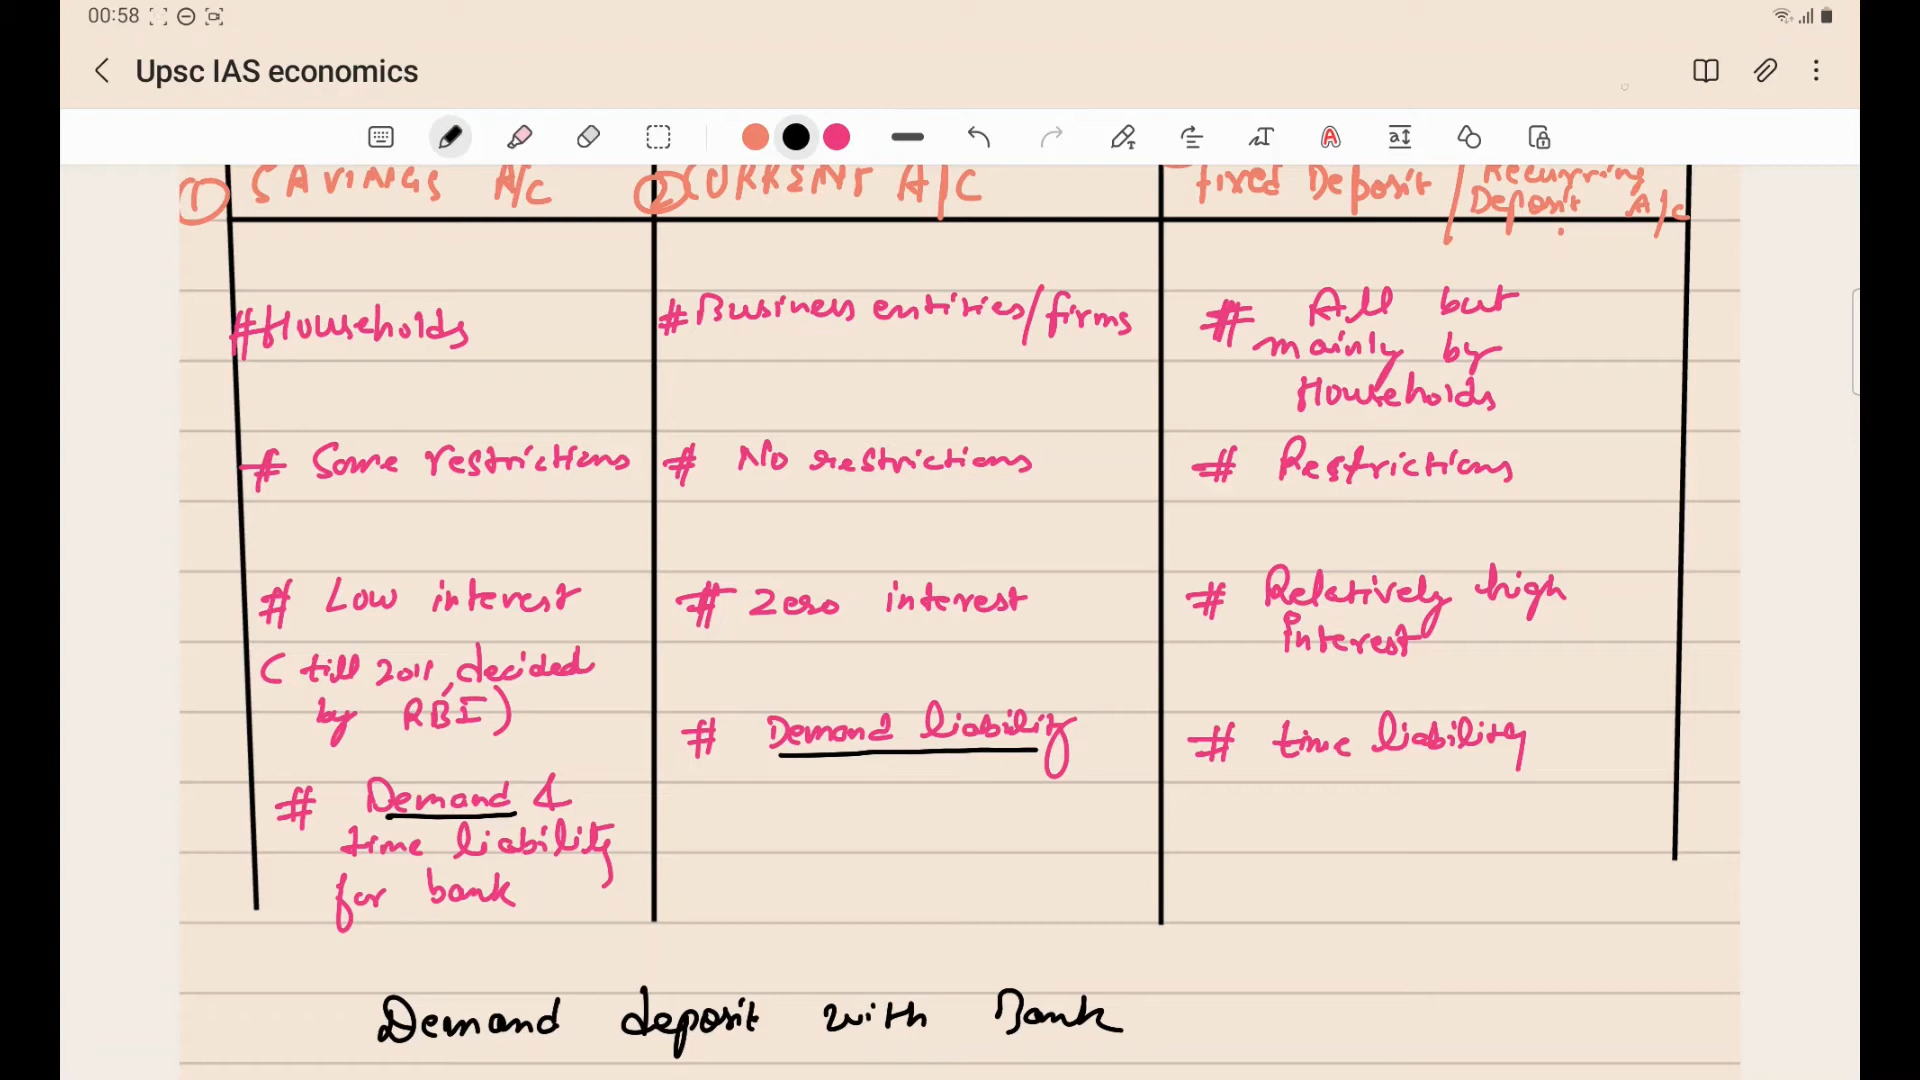 00:58
Upsc IAS economics
① SAVINGS A/C
② CURRENT A/C
fixed Deposit / Recurring Deposit A/c
# Households
# Business entities/firms
# All but
mainly by
Households
# Some restrictions
# No restrictions
# Restrictions
# Low interest
(till 2011, decided
by RBI)
# Zero interest
# Relatively high
interest
# Demand &
time liability
for bank
# Demand liability
# time liability
Demand deposit with Bank